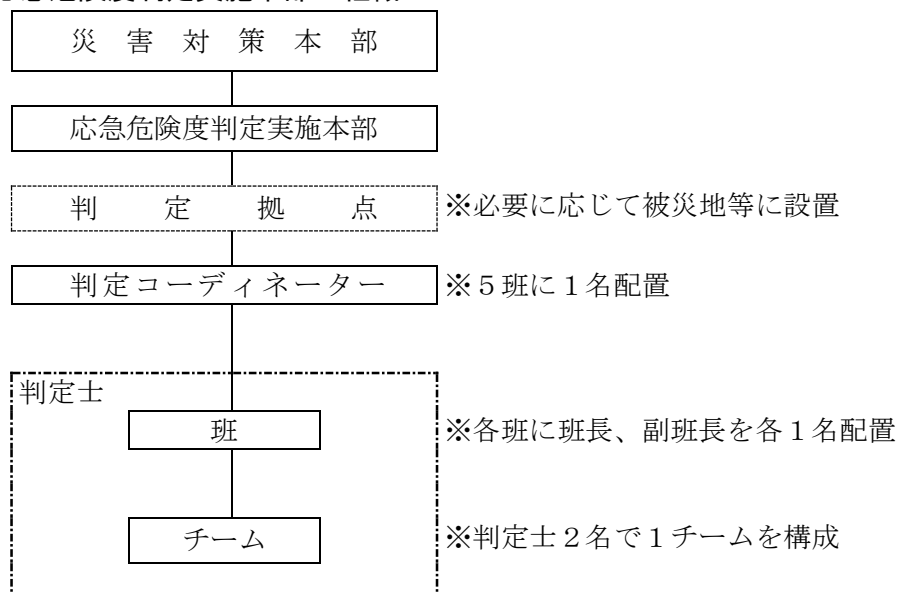 災害対策本部
応急危険度判定実施本部
判定拠点 ※必要に応じて被災地等に設置
判定コーディネーター ※５班に１名配置
判定士
班 ※各班に班長、副班長を各１名配置
チーム ※判定士２名で１チームを構成